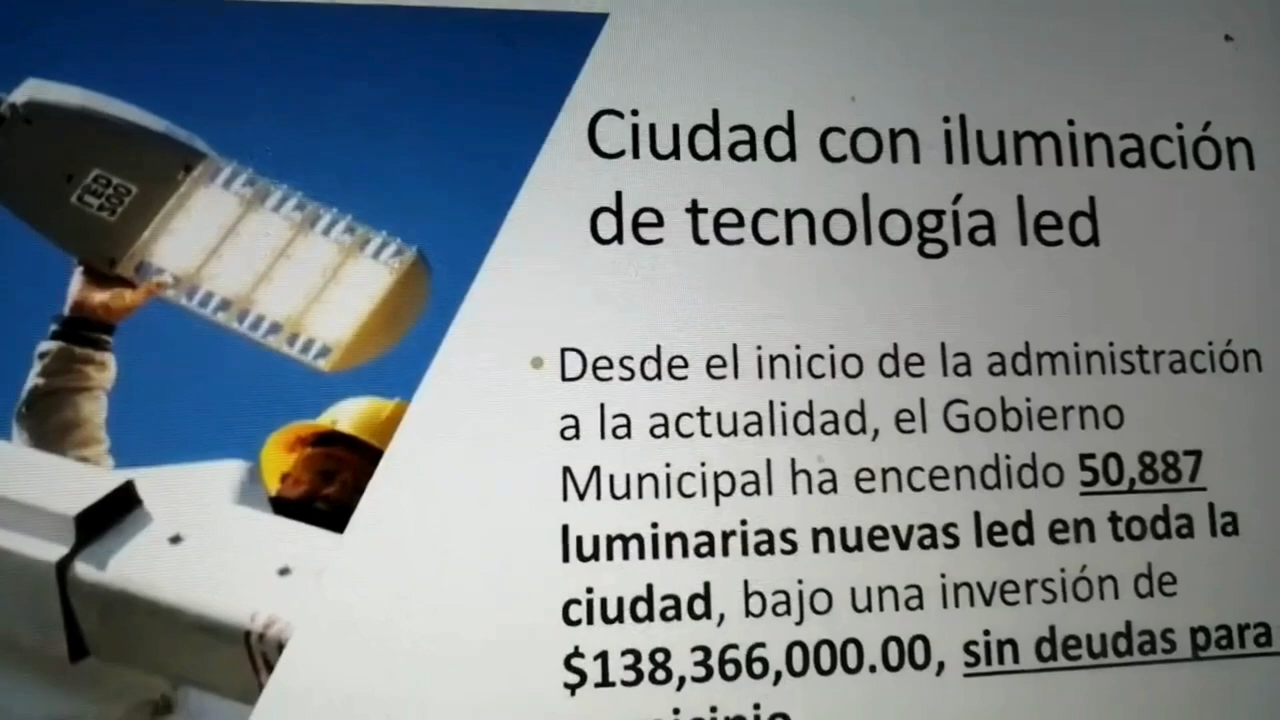 LED
500
Ciudad con iluminación
de tecnología led
• Desde el inicio de la administración
a la actualidad, el Gobierno
Municipal ha encendido 50,887
luminarias nuevas led en toda la
ciudad, bajo una inversión de
$138,366,000.00, sin deudas para